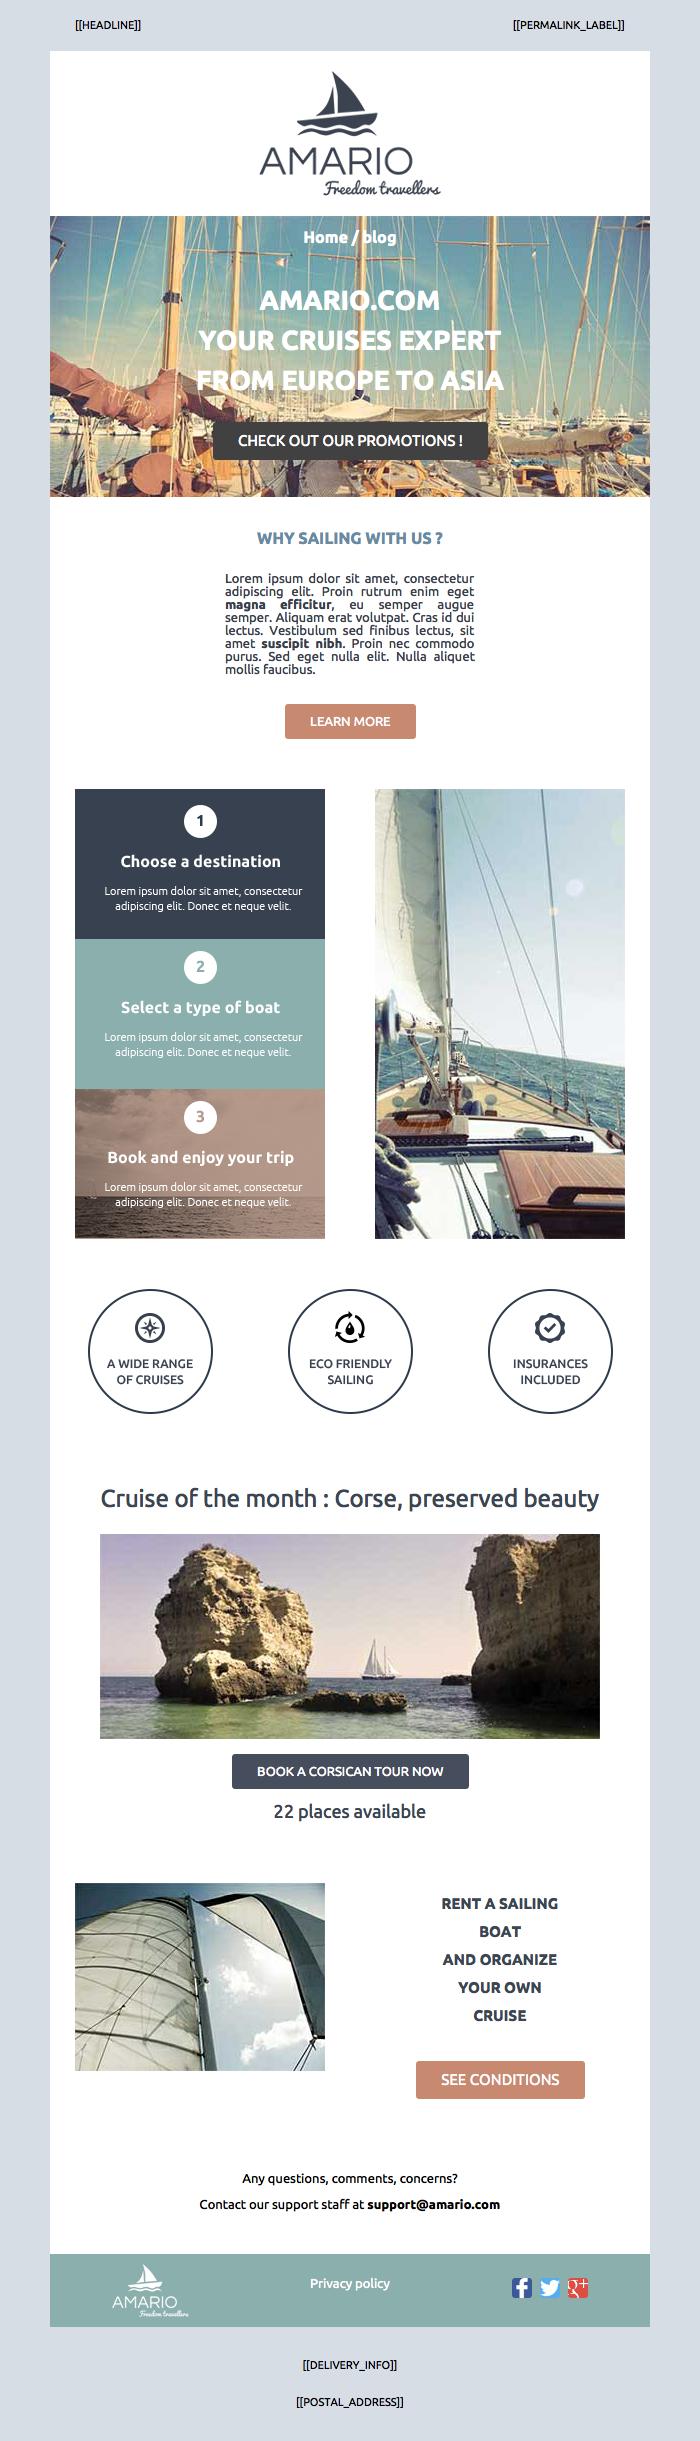 [[HEADLINE]]
[[PERMALINK_LABEL]]
AMARIO
Freedom travellers
Home / blog
AMARIO.COM
YOUR CRUISES EXPERT
FROM EUROPE TO ASIA
CHECK OUT OUR PROMOTIONS !
WHY SAILING WITH US ?
Lorem ipsum dolor sit amet, consectetur
adipiscing elit. Proin rutrum enim eget
magna efficitur, eu semper augue
semper. Aliquam erat volutpat. Cras id dui
lectus. Vestibulum sed finibus lectus, sit
amet suscipit nibh. Proin nec commodo
purus. Sed eget nulla elit. Nulla aliquet
mollis faucibus.
LEARN MORE
1
Choose a destination
Lorem ipsum dolor sit amet, consectetur
adipiscing elit. Donec et neque velit.
2
Select a type of boat
Lorem ipsum dolor sit amet, consectetur
adipiscing elit. Donec et neque velit.
3
Book and enjoy your trip
Lorem ipsum dolor sit amet, consectetur
adipiscing elit. Donec et neque velit.
A WIDE RANGE
OF CRUISES
ECO FRIENDLY
SAILING
INSURANCES
INCLUDED
Cruise of the month : Corse, preserved beauty
BOOK A CORSICAN TOUR NOW
22 places available
RENT A SAILING
BOAT
AND ORGANIZE
YOUR OWN
CRUISE
SEE CONDITIONS
Any questions, comments, concerns?
Contact our support staff at support@amario.com
AMARIO
Freedom travellers
Privacy policy
[[DELIVERY_INFO]]
[[POSTAL_ADDRESS]]